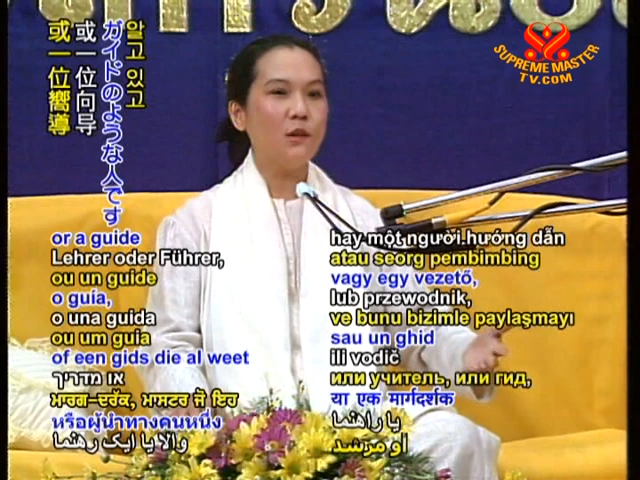 SUPREME MASTER
TV.COM
알고 있고
ガイドのような人です
或一位向导
或一位嚮導
or a guide
Lehrer oder Führer,
ou un guide
o guía,
o una guida
ou um guia
of een gids die al weet
או מדריך
ਮਾਰਗ-ਦਰੱਕ, ਮਾਸਟਰ ਜੋ ਇਹ
หรือผู้นำทางคนหนึ่ง
والا یا ایک رهنما
hay một người hướng dẫn
atau seorg pembimbing
vagy egy vezető,
lub przewodnik,
ve bunu bizimle paylaşmayı
sau un ghid
ili vodič
или учитель, или гид,
या एक मार्गदर्शक
یا راهنما
او مرشد